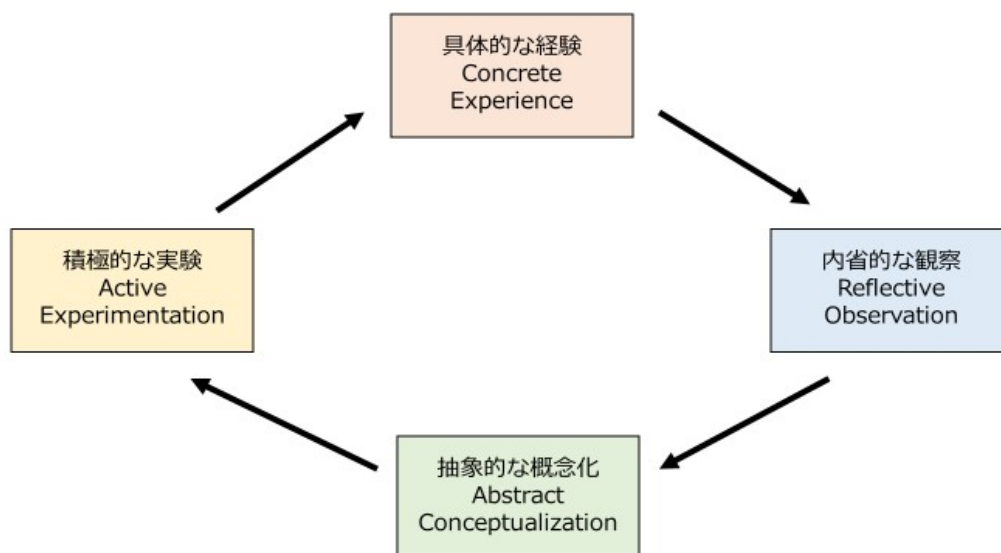 具体的な経験
Concrete
Experience
積極的な実験
Active
Experimentation
内省的な観察
Reflective
Observation
抽象的な概念化
Abstract
Conceptualization